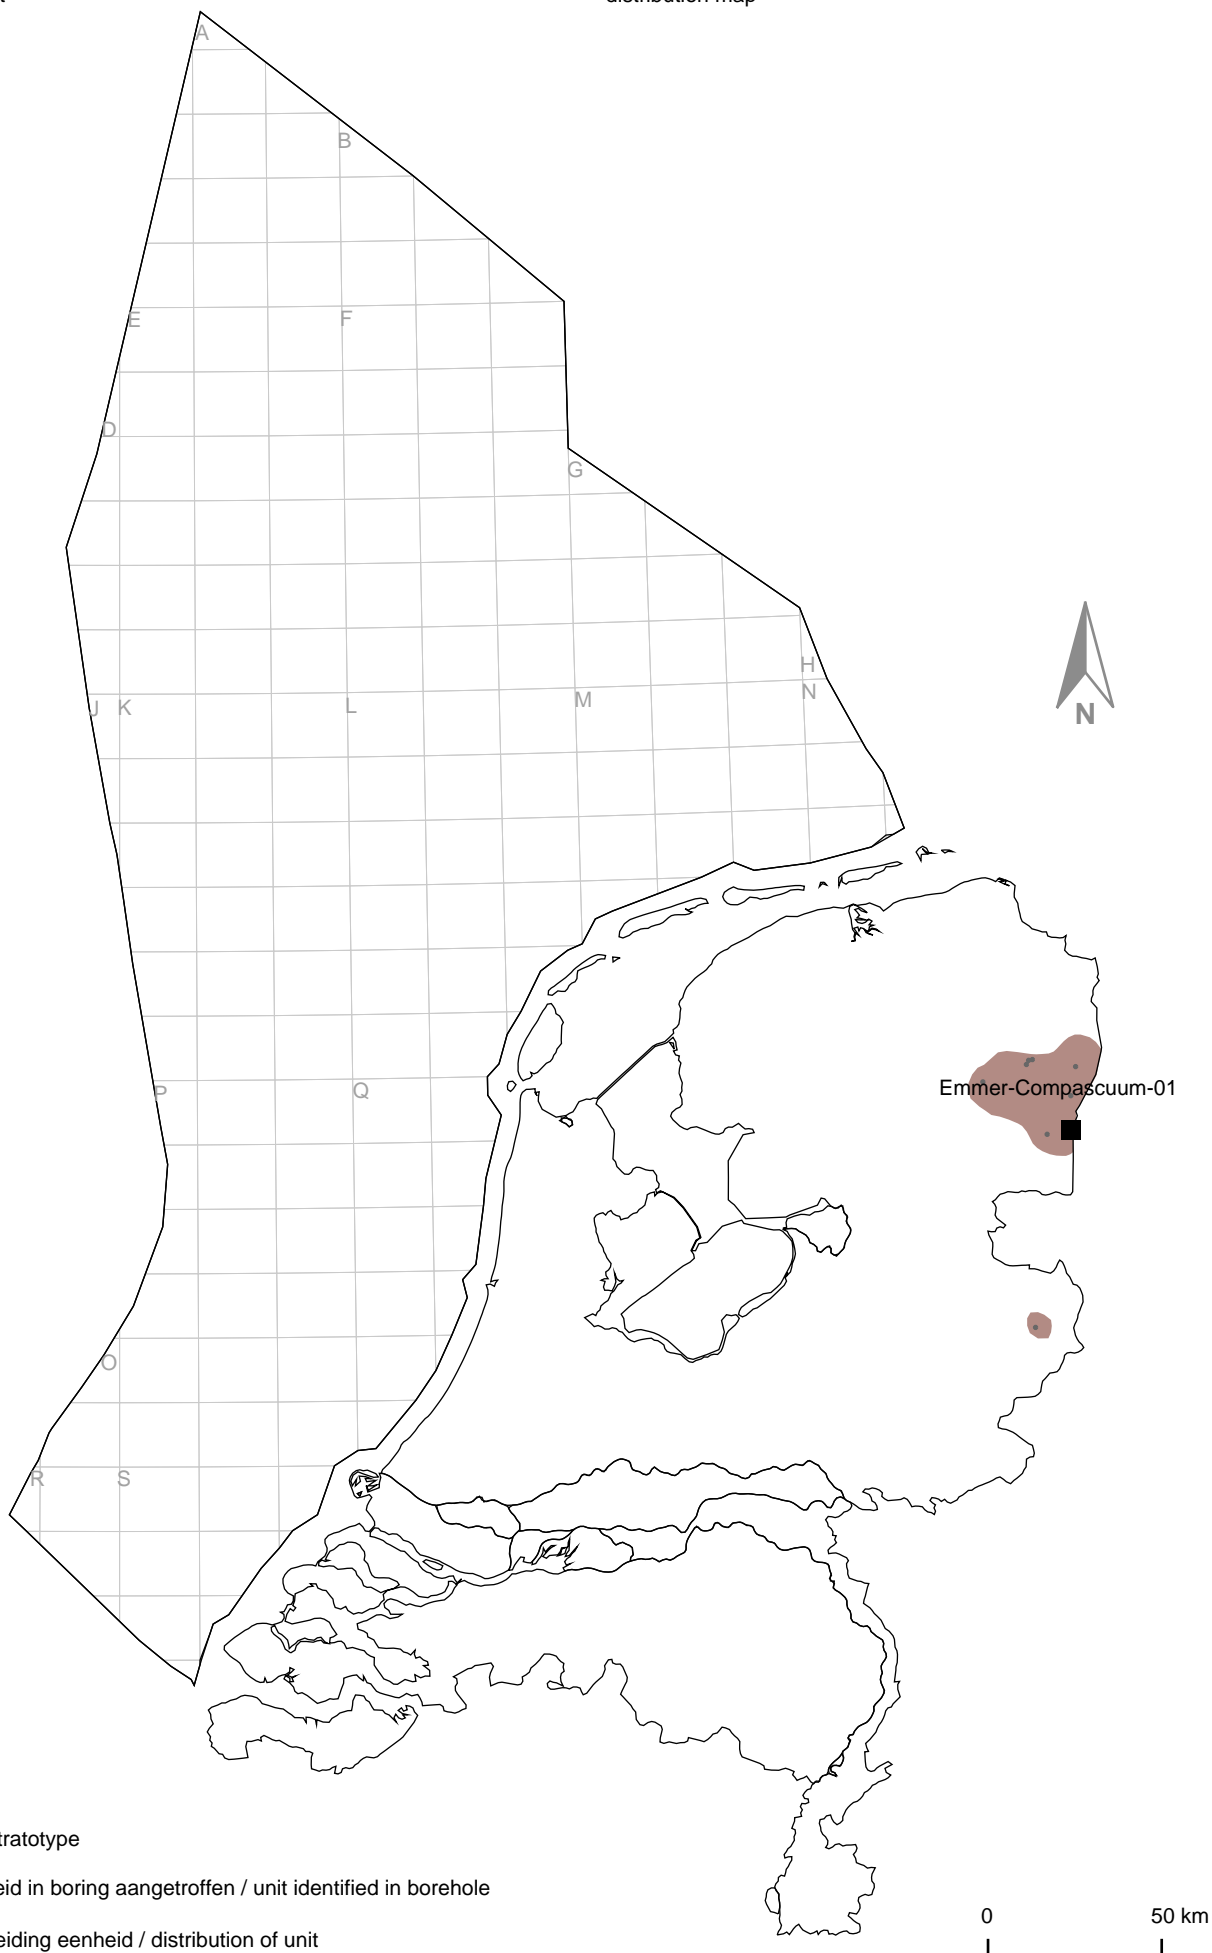 distribution map
A
B
E
F
D
G
H
N
J K
L
M
Emmer-Compascuum-01
P
Q
O
R
S
N
tratotype
eid in boring aangetroffen / unit identified in borehole
eiding eenheid / distribution of unit
0 50 km